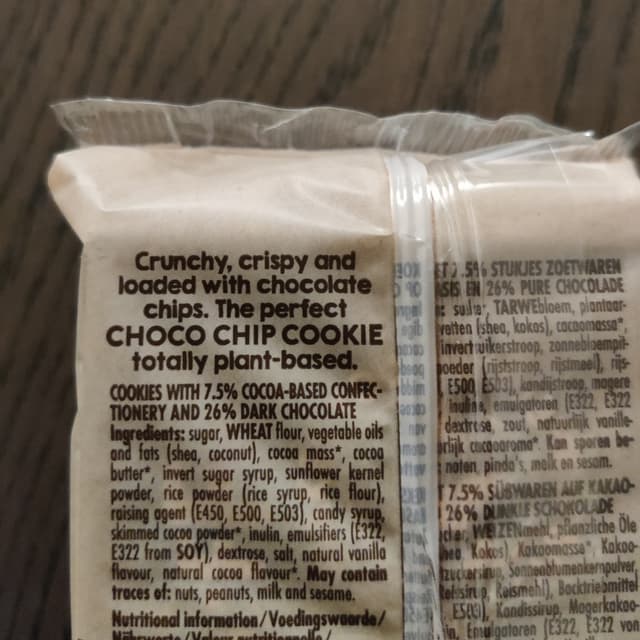 Crunchy, crispy and
loaded with chocolate
chips. The perfect
CHOCO CHIP COOKIE
totally plant-based.
COOKIES WITH 7.5% COCOA-BASED CONFEC-
TIONERY AND 26% DARK CHOCOLATE
Ingredients: sugar, WHEAT flour, vegetable oils
and fats (shea, coconut), cocoa mass*, cocoa
butter*, invert sugar syrup, sunflower kernel
powder, rice powder (rice syrup, rice flour),
raising agent (E450, E500, E503), candy syrup,
skimmed cocoa powder*, inulin, emulsifiers (E322,
E322 from SOY), dextrose, salt, natural vanilla
flavour, natural cocoa flavour*. May contain
traces of: nuts, peanuts, milk and sesame.
Nutritional information/Voedingswaarde/
Nährwerte/Valeur nutritionnelle/
7.5% STUKJES ZOETWAREN
EN 26% PURE CHOCOLADE
TARWEbloem, plantaar-
vetten (shea, kokos), cacaomassa*,
invertsuikerstroop, zonnebloempit-
poeder (rijststroop, rijstmeel), rijs-
E500, E503), kandijstroop, magere
inuline, emulgatoren (E322, E322
dextrose, zout, natuurlijk vanille-
cacaoaroma*. Kan sporen be-
noten, pinda's, melk en sesam.
7.5% SÜßWAREN AUF KAKAO-
26% DUNKLE SCHOKOLADE
WEIZENmehl, pflanzliche Öle
Kokos), Kakaomasse*, Kakao-
Sonnenblumenkernpulver,
Reismehl), Backtriebmittel
E503), Kandissirup, Magerkakao-
Emulgatoren (E322, E322 von